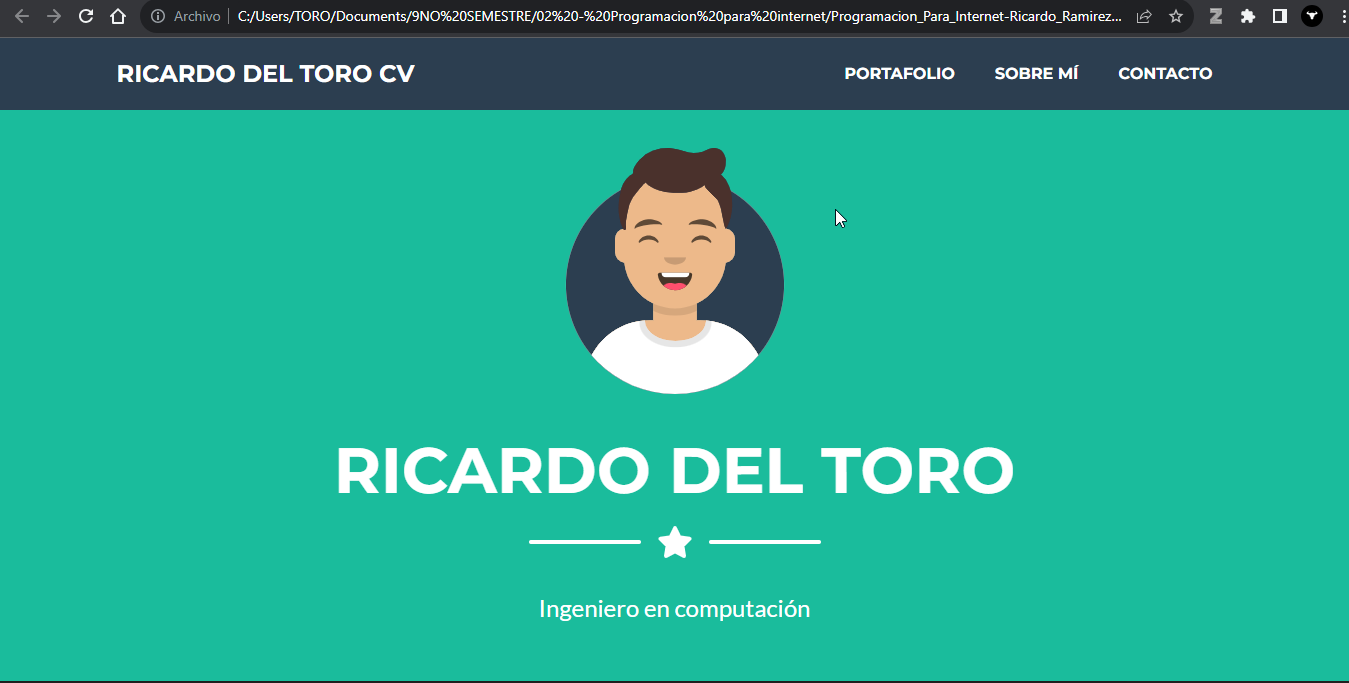 Archivo | C:/Users/TORO/Documents/9NO%20SEMESTRE/02%20-%20Programacion%20para%20internet/Programacion_Para_Internet-Ricardo_Ramirez...
RICARDO DEL TORO CV
PORTAFOLIO
SOBRE MÍ
CONTACTO
RICARDO DEL TORO
Ingeniero en computación